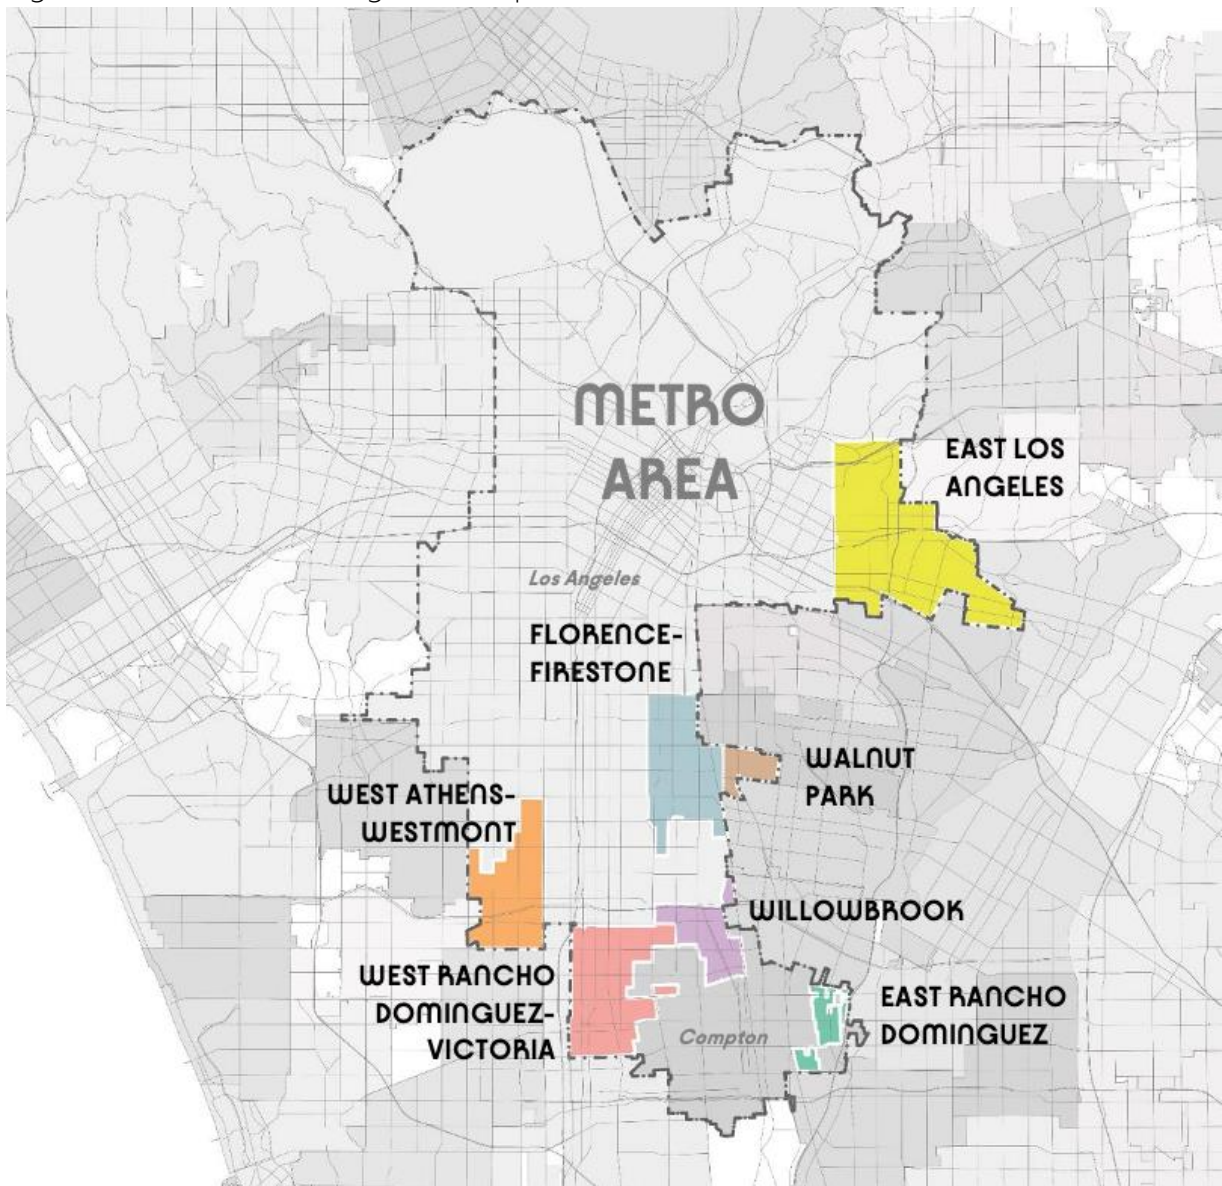 METRO
AREA
EAST LOS
ANGELES
Los Angeles
FLORENCE-
FIRESTONE
WALNUT
PARK
WEST ATHENS-
WESTMONT
WILLOWBROOK
WEST RANCHO
DOMINGUEZ-
VICTORIA
EAST RANCHO
DOMINGUEZ
Compton